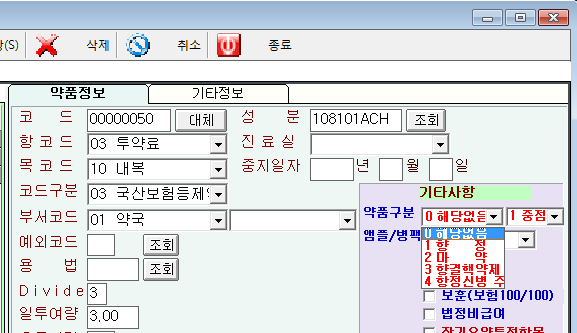 (S) 삭제 취소 종료
약품정보 기타정보
코 드 00000050 대체 성 분 108101ACH 조회
항 코 드 03 투약료 진 료 실
목 코 드 10 내복 중지일자 년 월 일
코드구분 03 국산보험등제약
기타사항
부서코드 01 약국
약품구분 0 해당없음 1 중점
예외코드 조회
앰플/병팩
0 해당없음
1 향 정
2 마 약
3 항결핵약제
4 항정신병 주
용 법 조회
Divide 3
보훈(보험100/100)
일투여량 3,00
법정비급여